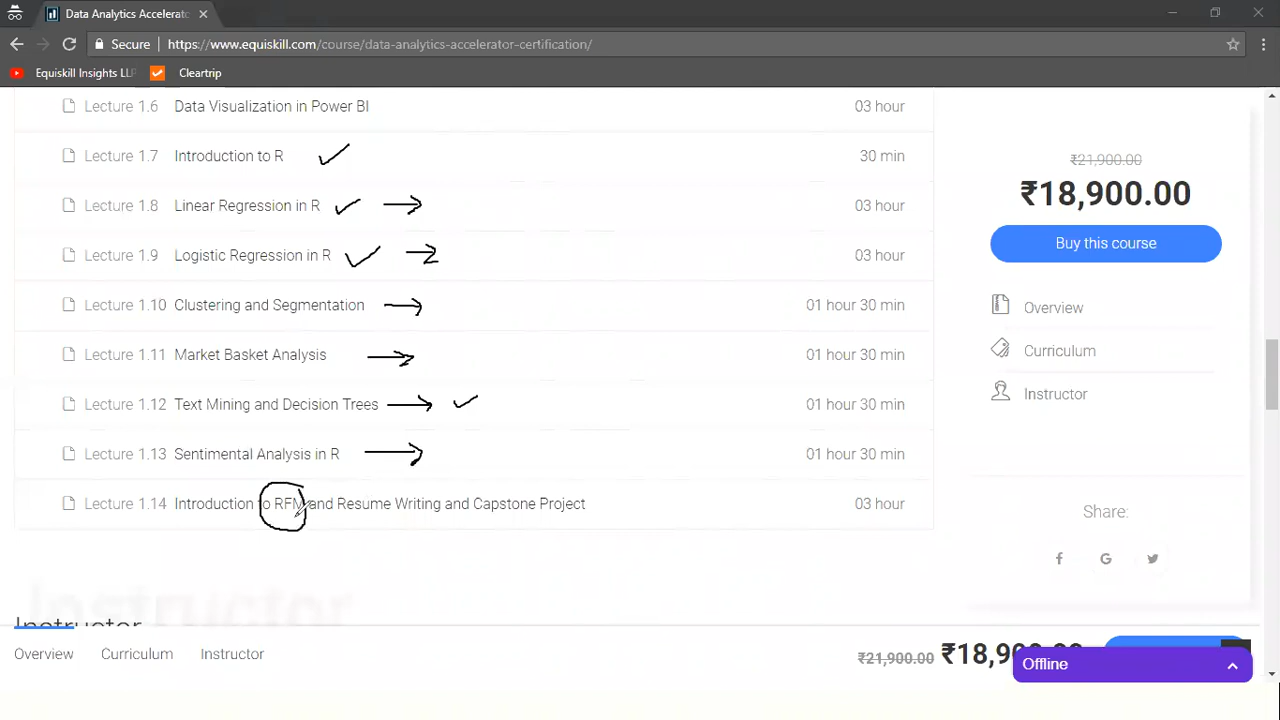 Data Analytics Accelerato
Secure
https://www.equiskill.com/course/data-analytics-accelerator-certification/
Equiskill Insights LLP
Cleartrip
Lecture 1.6 Data Visualization in Power BI 03 hour
Lecture 1.7 Introduction to R 30 min
Lecture 1.8 Linear Regression in R 03 hour
Lecture 1.9 Logistic Regression in R 03 hour
Lecture 1.10 Clustering and Segmentation 01 hour 30 min
Lecture 1.11 Market Basket Analysis 01 hour 30 min
Lecture 1.12 Text Mining and Decision Trees 01 hour 30 min
Lecture 1.13 Sentimental Analysis in R 01 hour 30 min
Lecture 1.14 Introduction to RFM and Resume Writing and Capstone Project 03 hour
₹21,900.00
₹18,900.00
Buy this course
Overview
Curriculum
Instructor
Share:
Instructor
Overview Curriculum Instructor
₹21,900.00 ₹18,900.00
Offline